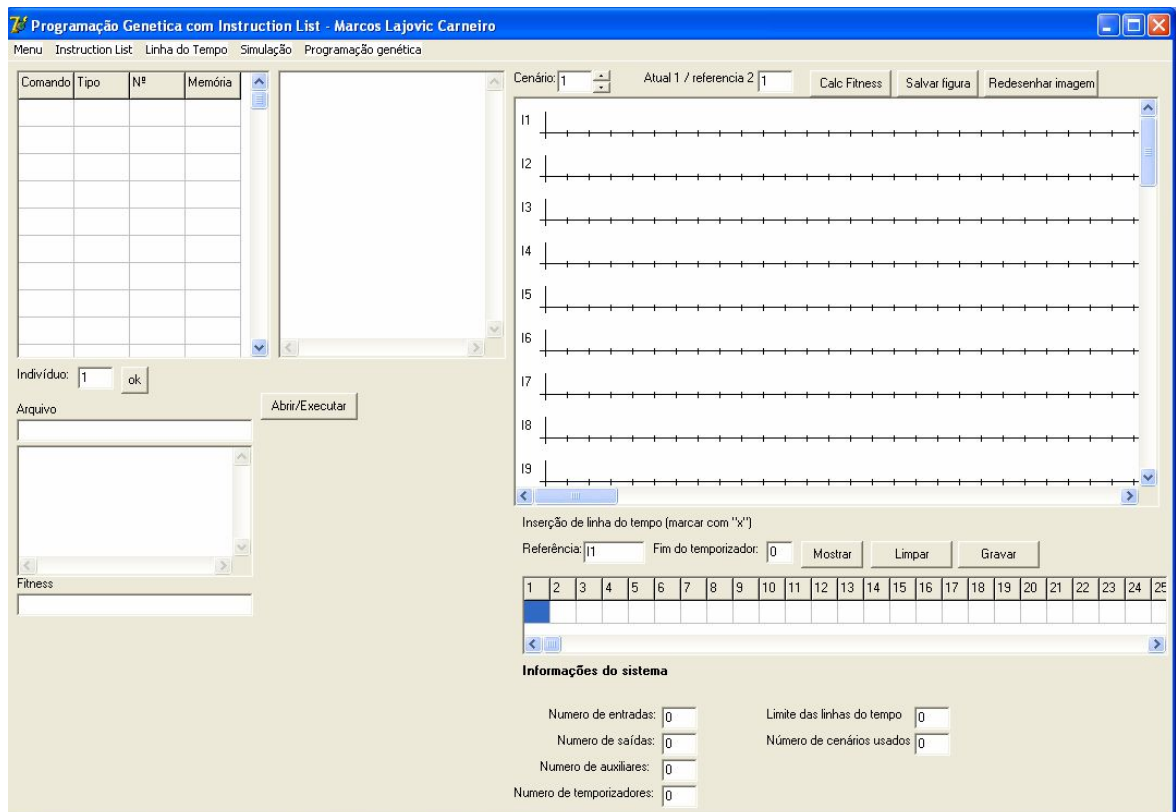 Programação Genetica com Instruction List - Marcos Lajovic Carneiro
Menu Instruction List Linha do Tempo Simulação Programação genética
Comando Tipo Nº Memória
Cenário: 1 Atual 1 / referencia 2 1 Calc Fitness Salvar figura Redesenhar imagem
I1
I2
I3
I4
I5
I6
I7
I8
I9
Indivíduo: 1 ok
Arquivo
Abrir/Executar
Fitness
Inserção de linha do tempo (marcar com "x")
Referência: I1 Fim do temporizador: 0 Mostrar Limpar Gravar
1 2 3 4 5 6 7 8 9 10 11 12 13 14 15 16 17 18 19 20 21 22 23 24 25
Informações do sistema
Numero de entradas: 0 Limite das linhas do tempo 0
Numero de saídas: 0 Número de cenários usados 0
Numero de auxiliares: 0
Numero de temporizadores: 0